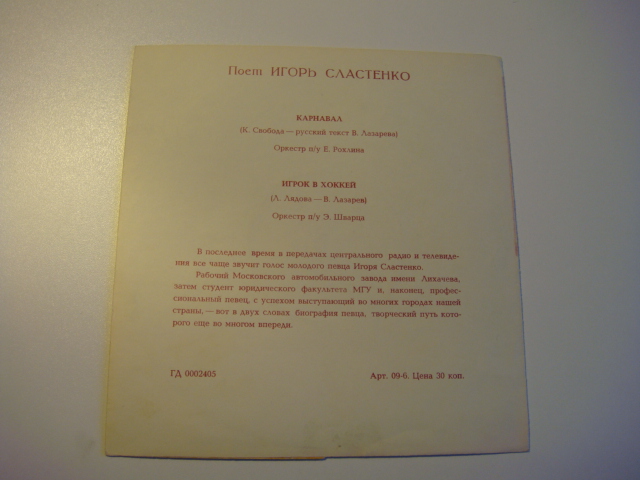 Поет ИГОРЬ СЛАСТЕНКО
КАРНАВАЛ
(К. Свобода — русский текст В. Лазарева)
Оркестр п/у Е. Рохлина
ИГРОК В ХОККЕЙ
(Л. Лядова — В. Лазарев)
Оркестр п/у Э. Шварца
В последнее время в передачах центрального радио и телевиде-
ния все чаще звучит голос молодого певца Игоря Сластенко.
Рабочий Московского автомобильного завода имени Лихачева,
затем студент юридического факультета МГУ и, наконец, профес-
сиональный певец, с успехом выступающий во многих городах нашей
страны, — вот в двух словах биография певца, творческий путь кото-
рого еще во многом впереди.
ГД 0002405
Арт. 09-6. Цена 30 коп.